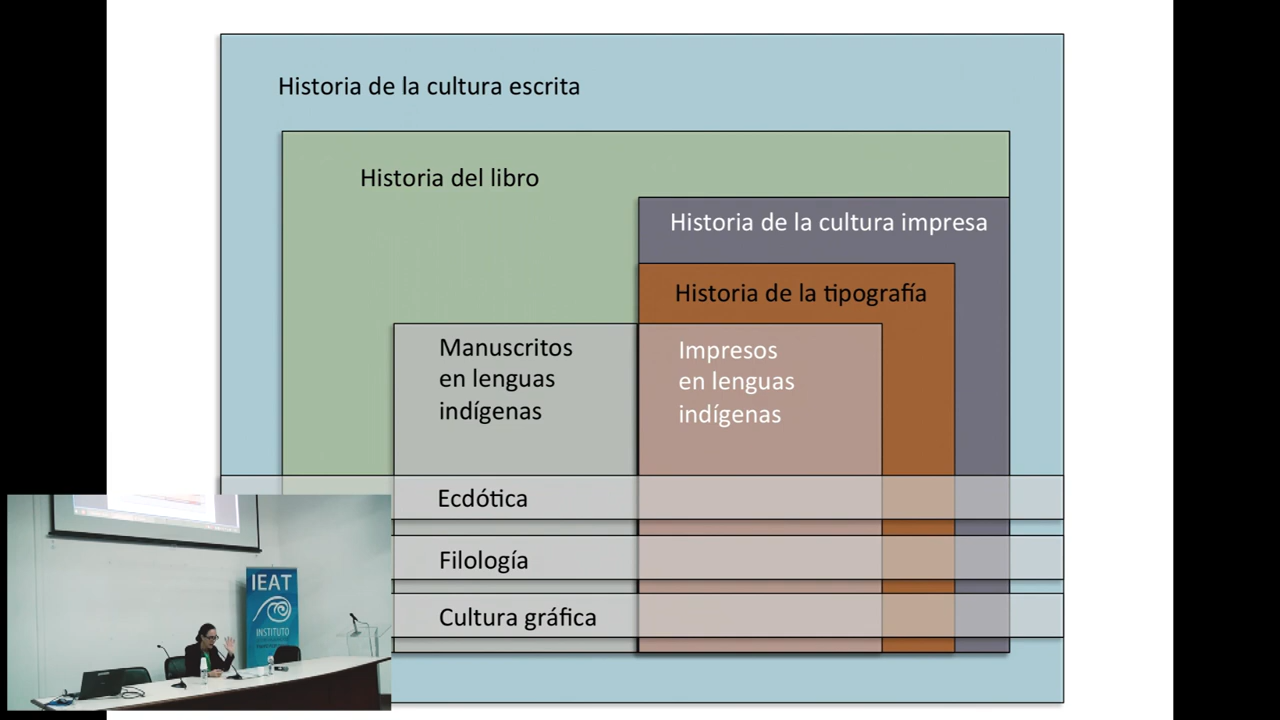 Historia de la cultura escrita
Historia del libro
Historia de la cultura impresa
Historia de la tipografía
Manuscritos
en lenguas
indígenas
Impresos
en lenguas
indígenas
Ecdótica
Filología
Cultura gráfica
IEAT
INSTITUTO